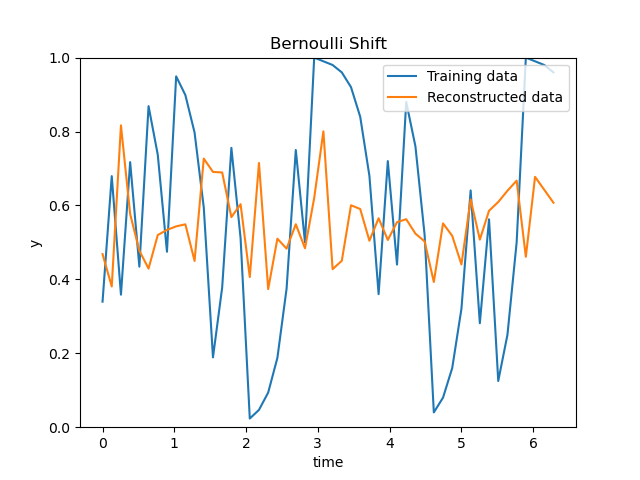 Bernoulli Shift
Training data
Reconstructed data
1.0
0.8
0.6
0.4
0.2
0.0
y
0 1 2 3 4 5 6
time